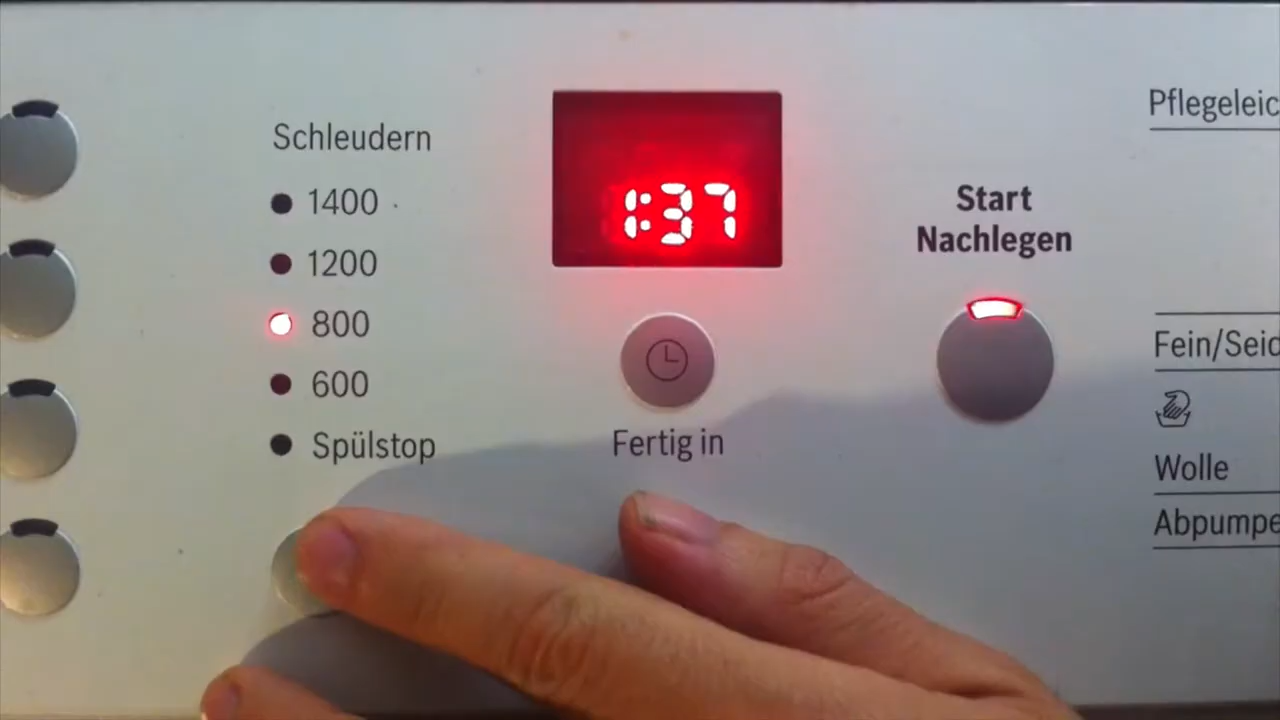 Schleudern
1400
1200
800
600
Spülstop
1:37
Fertig in
Start
Nachlegen
Pflegeleic
Fein/Seid
Wolle
Abpumpe